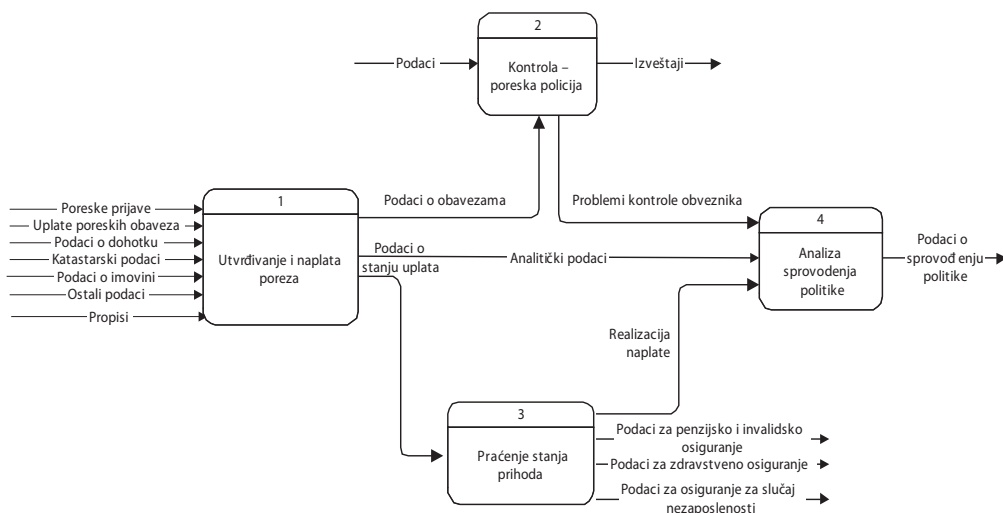 2
Kontrola –
poreska policija
Podaci
Izveštaji
1
Utvrđivanje i naplata
poreza
Poreske prijave
Uplate poreskih obaveza
Podaci o dohotku
Katastarski podaci
Podaci o imovini
Ostali podaci
Propisi
Podaci o obavezama
Problemi kontrole obveznika
Podaci o
stanju uplata
Analitički podaci
4
Analiza
sprovodenja
politike
Podaci o
sprovođ enju
politike
Realizacija
naplate
3
Praćenje stanja
prihoda
Podaci za penzijsko i invalidsko
osiguranje
Podaci za zdravstveno osiguranje
Podaci za osiguranje za slučaj
nezaposlenosti